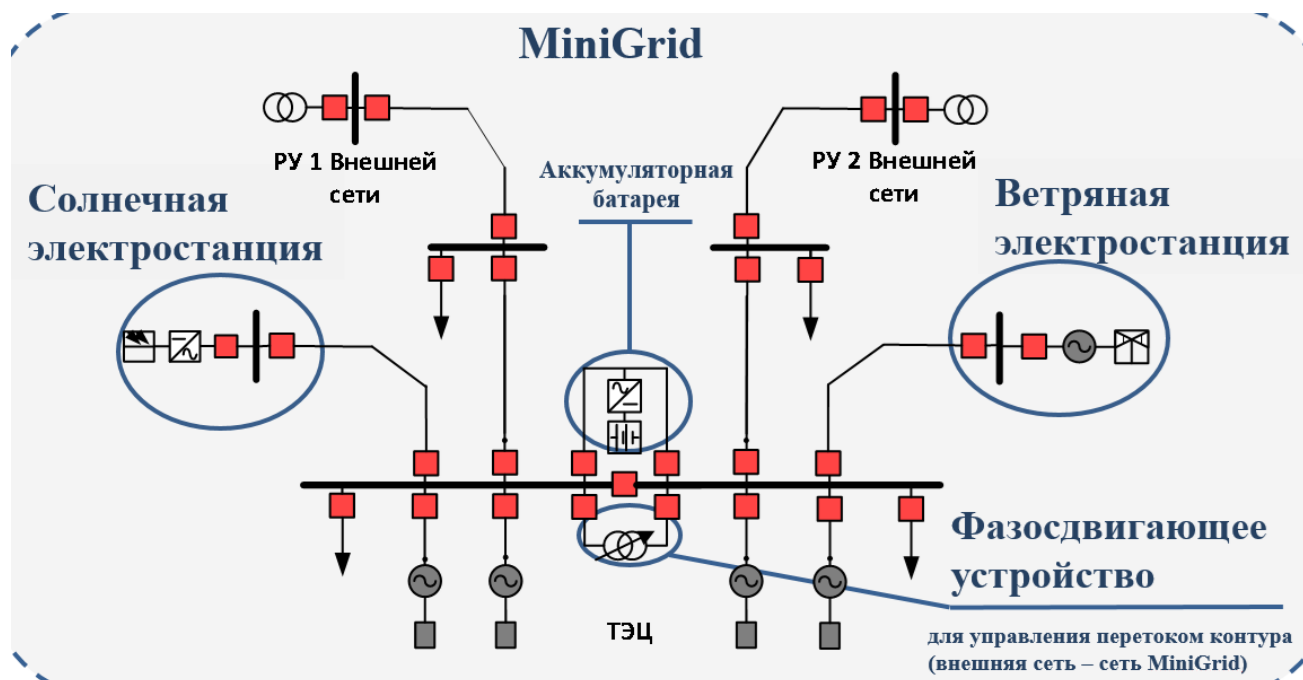 MiniGrid
РУ 1 Внешней
сети
РУ 2 Внешней
сети
Аккумуляторная
батарея
Солнечная
электростанция
Ветряная
электростанция
Фазосдвигающее
устройство
ТЭЦ
для управления перетоком контура
(внешняя сеть – сеть MiniGrid)